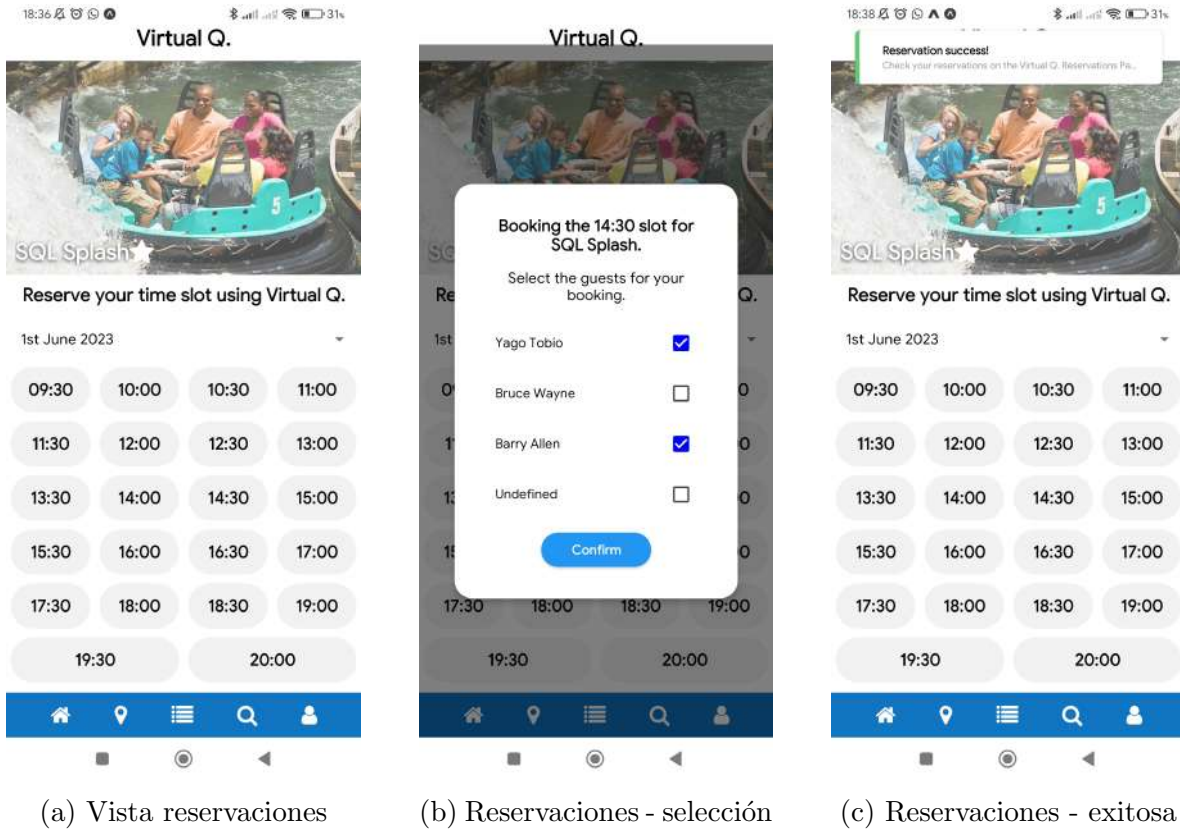 18:36
31%
Virtual Q.
5
SQL Splash
Reserve your time slot using Virtual Q.
1st June 2023
09:30 10:00 10:30 11:00
11:30 12:00 12:30 13:00
13:30 14:00 14:30 15:00
15:30 16:00 16:30 17:00
17:30 18:00 18:30 19:00
19:30 20:00
(a) Vista reservaciones
Virtual Q.
Booking the 14:30 slot for
SQL Splash.
Select the guests for your
booking.
Yago Tobio
Bruce Wayne
Barry Allen
Undefined
Confirm
Re
Q.
1st
17:30 18:00 18:30 19:00
19:30 20:00
(b) Reservaciones - selección
18:38
31%
Reservation success!
Check your reservations on the Virtual Q. Reservations Pa...
5
SQL Splash
Reserve your time slot using Virtual Q.
1st June 2023
09:30 10:00 10:30 11:00
11:30 12:00 12:30 13:00
13:30 14:00 14:30 15:00
15:30 16:00 16:30 17:00
17:30 18:00 18:30 19:00
19:30 20:00
(c) Reservaciones - exitosa